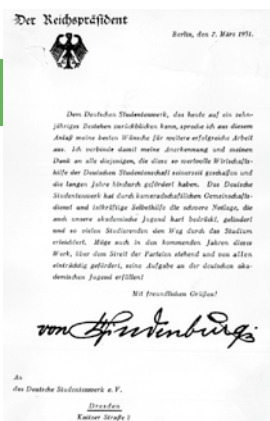 Der Reichspräsident
Berlin, den 7. März 1931.
Dem Deutschen Studentenwerk, das heute auf ein zehn-
jähriges Bestehen zurückblicken kann, spreche ich aus diesem
Anlaß meine besten Wünsche für weitere erfolgreiche Arbeit
aus. Ich verbinde damit meine Anerkennung und meinen
Dank an alle diejenigen, die diese so wertvolle Wirtschafts-
hilfe der Deutschen Studentenschaft seinerzeit geschaffen und
die langen Jahre hindurch gefördert haben. Das Deutsche
Studentenwerk hat durch kameradschaftlichen Gemeinschafts-
dienst und tatkräftige Selbsthilfe die schwere Notlage, die
auch unsere akademische Jugend hart bedrückt, gelindert
und so vielen Studierenden den Weg durch das Studium
erleichtert. Möge auch in den kommenden Jahren dieses
Werk, über dem Streit der Parteien stehend und von allen
einträchtig gefördert, seine Aufgabe an der deutschen aka-
demischen Jugend erfüllen!
Mit freundlichen Grüßen!
von Hindenburg
An
das Deutsche Studentenwerk e. V.
Dresden
Kaitzer Straße 2